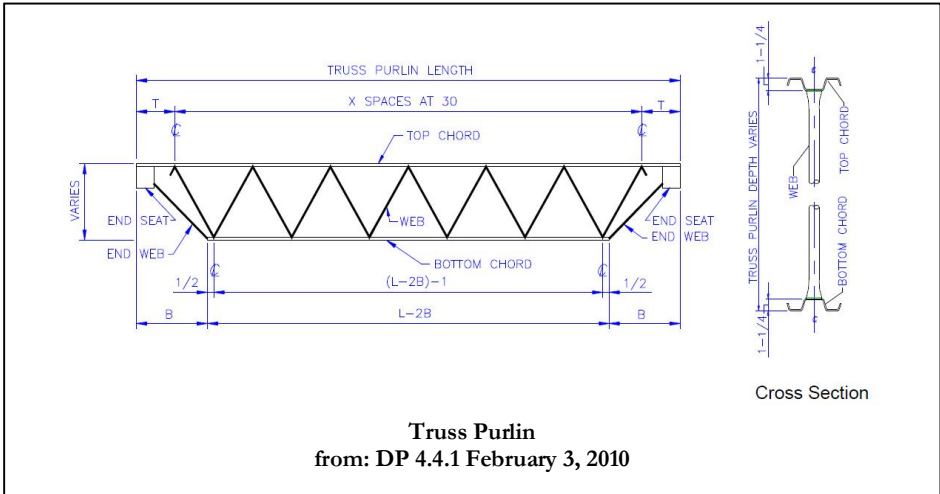 TRUSS PURLIN LENGTH
T
X SPACES AT 30
T
℄
℄
TOP CHORD
VARIES
END SEAT
END WEB
WEB
END SEAT
END WEB
BOTTOM CHORD
℄
℄
1/2
(L-2B)-1
1/2
B
L-2B
B
1-1/4
℄
TRUSS PURLIN DEPTH VARIES
WEB
TOP CHORD
BOTTOM CHORD
1-1/4
℄
Cross Section
Truss Purlin
from: DP 4.4.1 February 3, 2010